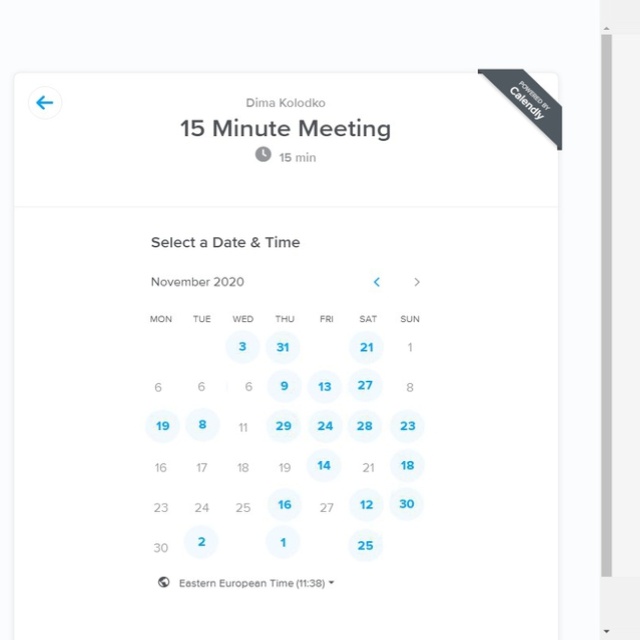 POWERED BY
Calendly
Dima Kolodko
15 Minute Meeting
15 min
Select a Date & Time
November 2020
MON TUE WED THU FRI SAT SUN
3 31 21 1
6 6 6 9 13 27 8
19 8 11 29 24 28 23
16 17 18 19 14 21 18
23 24 25 16 27 12 30
30 2 1 25
Eastern European Time (11:38)